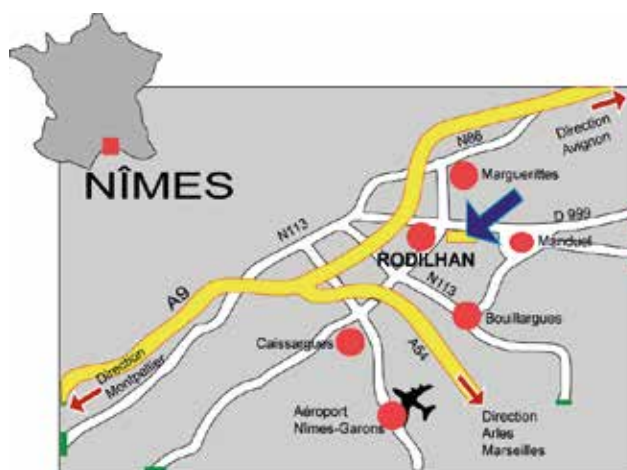 NÎMES
Direction
Avignon
N86
Marguerittes
D 999
N113
RODILHAN
Manduel
N113
A9
Bouillargues
Caissargues
A54
Direction
Montpellier
Aéroport
Nîmes-Garons
Direction
Arles
Marseilles